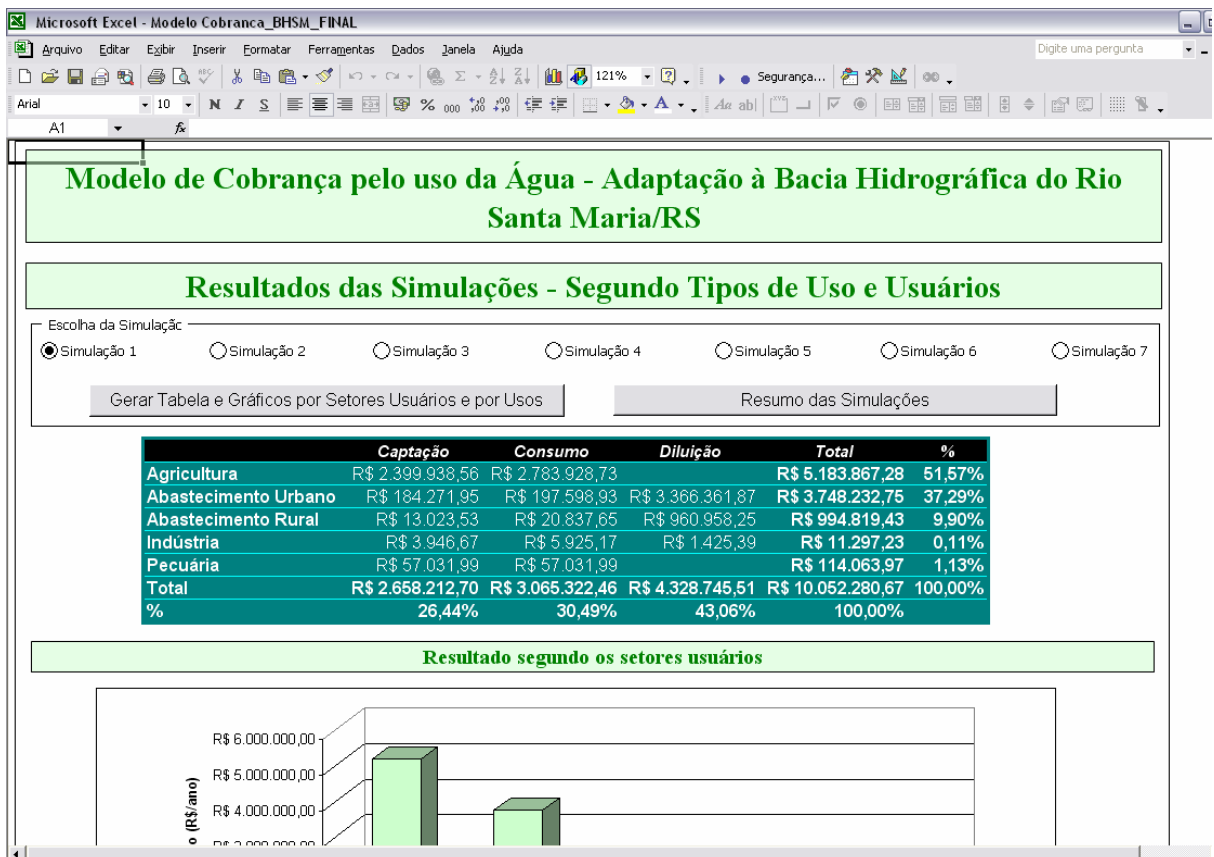 Microsoft Excel - Modelo Cobranca_BHSM_FINAL
Arquivo Editar Exibir Inserir Formatar Ferramentas Dados Janela Ajuda Digite uma pergunta
121% Segurança...
Arial 10 N I S % 000
A1 fx
Modelo de Cobrança pelo uso da Água - Adaptação à Bacia Hidrográfica do Rio
Santa Maria/RS
Resultados das Simulações - Segundo Tipos de Uso e Usuários
Escolha da Simulaçãc
Simulação 1 Simulação 2 Simulação 3 Simulação 4 Simulação 5 Simulação 6 Simulação 7
Gerar Tabela e Gráficos por Setores Usuários e por Usos Resumo das Simulações
Captação Consumo Diluição Total %
Agricultura R$ 2.399.938,56 R$ 2.783.928,73 R$ 5.183.867,28 51,57%
Abastecimento Urbano R$ 184.271,95 R$ 197.598,93 R$ 3.366.361,87 R$ 3.748.232,75 37,29%
Abastecimento Rural R$ 13.023,53 R$ 20.837,65 R$ 960.958,25 R$ 994.819,43 9,90%
Indústria R$ 3.946,67 R$ 5.925,17 R$ 1.425,39 R$ 11.297,23 0,11%
Pecuária R$ 57.031,99 R$ 57.031,99 R$ 114.063,97 1,13%
Total R$ 2.658.212,70 R$ 3.065.322,46 R$ 4.328.745,51 R$ 10.052.280,67 100,00%
% 26,44% 30,49% 43,06% 100,00%
Resultado segundo os setores usuários
R$ 6.000.000,00
R$ 5.000.000,00
R$ 4.000.000,00
o (R$/ano)